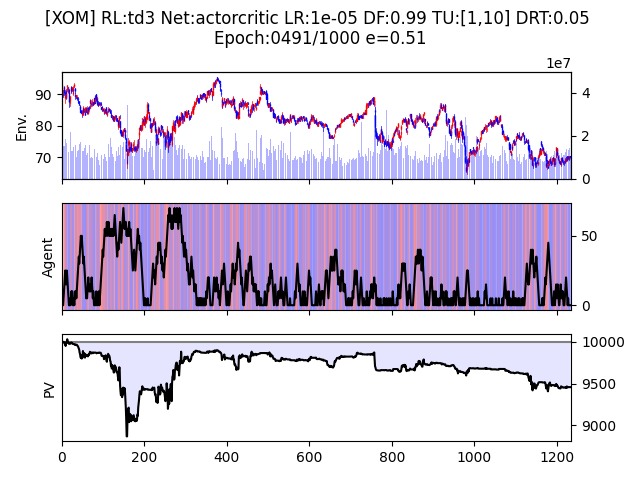 [XOM] RL:td3 Net:actorcritic LR:1e-05 DF:0.99 TU:[1,10] DRT:0.05
Epoch:0491/1000 e=0.51
1e7
Env.
90
80
70
4
2
0
Agent
50
0
PV
10000
9500
9000
0 200 400 600 800 1000 1200